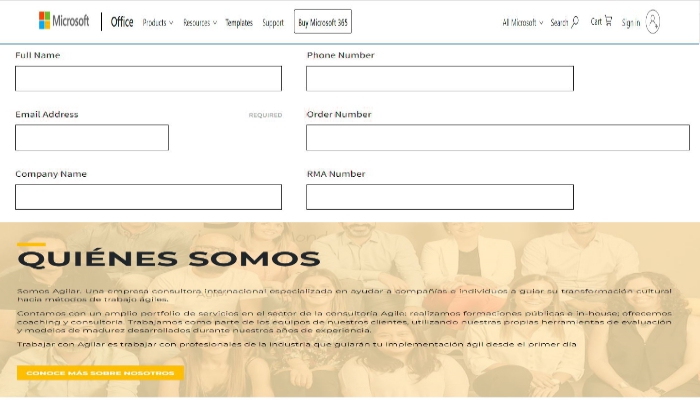 Microsoft Office Products Resources Templates Support Buy Microsoft 365 All Microsoft Search Cart Sign in
Full Name Phone Number
Email Address REQUIRED Order Number
Company Name RMA Number
QUIÉNES SOMOS
Somos Agilar. Una empresa consultora internacional especializada en ayudar a compañías e individuos a guiar su transformación cultural
hacia métodos de trabajo ágiles.
Contamos con un amplio portfolio de servicios en el sector de la consultoría Agile: realizamos formaciones públicas e in-house; ofrecemos
coaching y consultoría. Trabajamos como parte de los equipos de nuestros clientes, utilizando nuestras propias herramientas de evaluación
y modelos de madurez desarrollados durante nuestros años de experiencia.
Trabajar con Agilar es trabajar con profesionales de la industria que guiarán tu implementación ágil desde el primer día
CONOCE MÁS SOBRE NOSOTROS